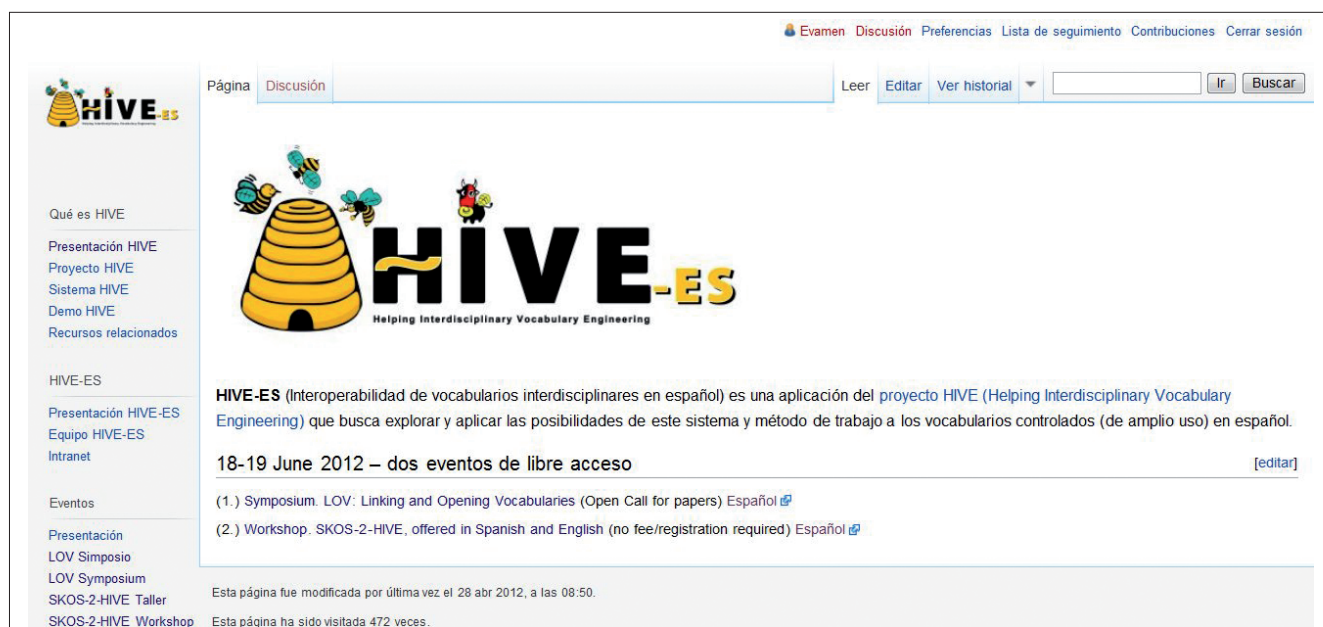 Examen Discusión Preferencias Lista de seguimiento Contribuciones Cerrar sesión
HIVE-ES
Página Discusión
Leer Editar Ver historial
Ir Buscar
HIVE-ES
Helping Interdisciplinary Vocabulary Engineering
Qué es HIVE
Presentación HIVE
Proyecto HIVE
Sistema HIVE
Demo HIVE
Recursos relacionados
HIVE-ES
Presentación HIVE-ES
Equipo HIVE-ES
Intranet
Eventos
Presentación
LOV Simposio
LOV Symposium
SKOS-2-HIVE Taller
SKOS-2-HIVE Workshop
HIVE-ES (Interoperabilidad de vocabularios interdisciplinares en español) es una aplicación del proyecto HIVE (Helping Interdisciplinary Vocabulary
Engineering) que busca explorar y aplicar las posibilidades de este sistema y método de trabajo a los vocabularios controlados (de amplio uso) en español.
18-19 June 2012 – dos eventos de libre acceso [editar]
(1.) Symposium. LOV: Linking and Opening Vocabularies (Open Call for papers) Español
(2.) Workshop. SKOS-2-HIVE, offered in Spanish and English (no fee/registration required) Español
Esta página fue modificada por última vez el 28 abr 2012, a las 08:50.
Esta página ha sido visitada 472 veces.